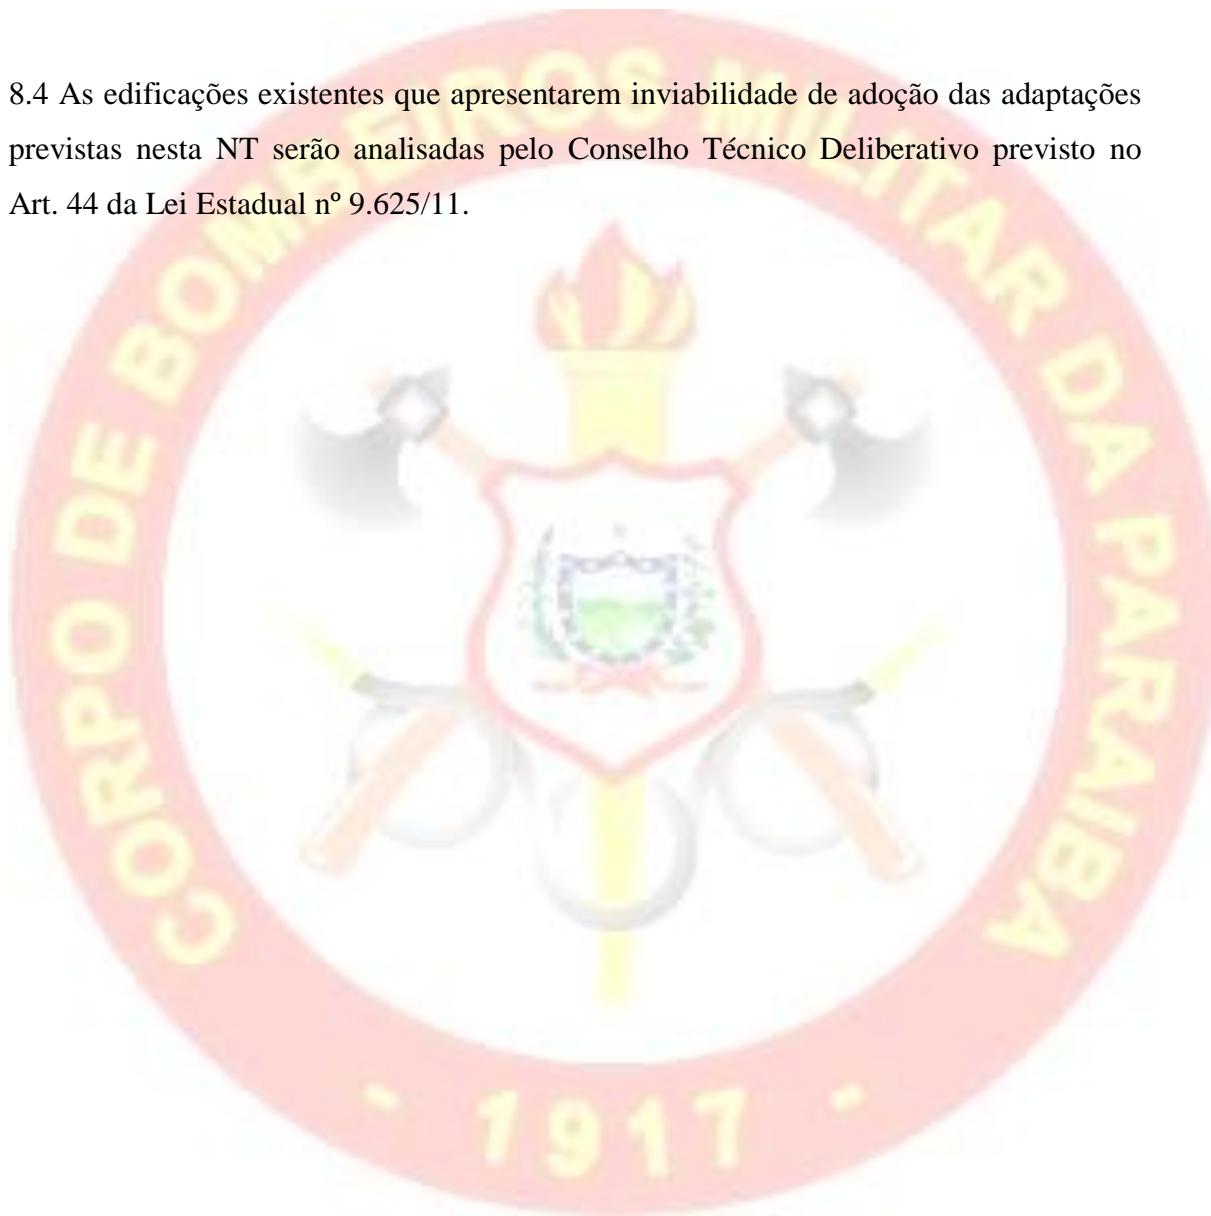 8.4 As edificações existentes que apresentarem inviabilidade de adoção das adaptações
previstas nesta NT serão analisadas pelo Conselho Técnico Deliberativo previsto no
Art. 44 da Lei Estadual nº 9.625/11.
CORPO DE BOMBEIROS MILITAR DA PARAIBA
- 1917 -